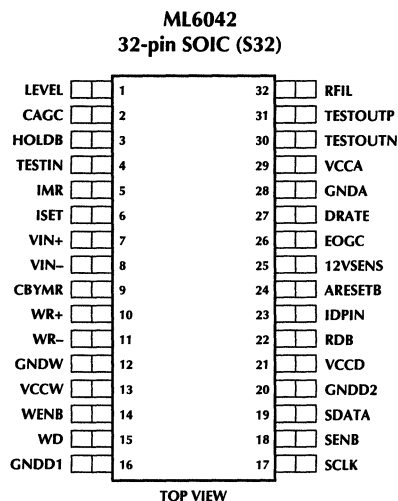 ML6042
32-pin SOIC (S32)
LEVEL 1 32 RFIL
CAGC 2 31 TESTOUTP
HOLDB 3 30 TESTOUTN
TESTIN 4 29 VCCA
IMR 5 28 GNDA
ISET 6 27 DRATE
VIN+ 7 26 EOGC
VIN– 8 25 12VSENS
CBYMR 9 24 ARESETB
WR+ 10 23 IDPIN
WR– 11 22 RDB
GNDW 12 21 VCCD
VCCW 13 20 GNDD2
WENB 14 19 SDATA
WD 15 18 SENB
GNDD1 16 17 SCLK
TOP VIEW